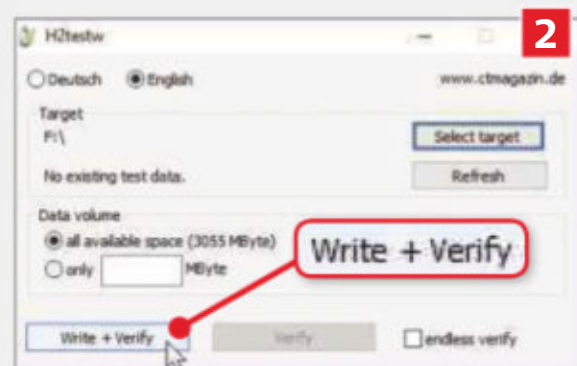 2
H2testw
Deutsch English www.ctmagazin.de
Target
F:\ Select target
No existing test data. Refresh
Data volume
all available space (3055 MByte)
only MByte
Write + Verify
Write + Verify Verify endless verify